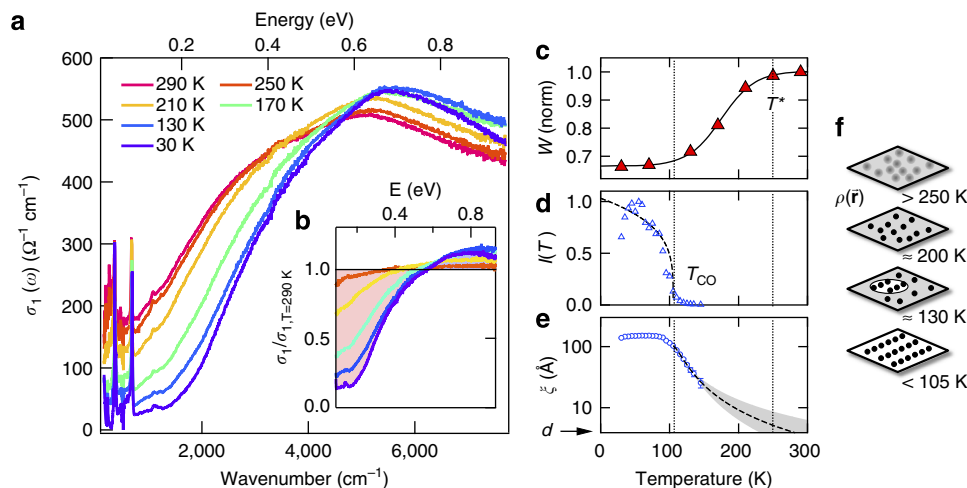 a
Energy (eV)
0.2 0.4 0.6 0.8
600
500
400
300
200
100
0
σ₁ (ω) (Ω⁻¹ cm⁻¹)
290 K 250 K
210 K 170 K
130 K
30 K
2,000 4,000 6,000
Wavenumber (cm⁻¹)
b
E (eV)
0.4 0.8
1.0
0.5
0.0
σ₁/σ₁,T=290 K
c
W (norm)
1.0
0.9
0.8
0.7
T*
d
I(T)
1.0
0.5
0.0
T_CO
e
ξ (Å)
100
10
d
0 100 200 300
Temperature (K)
f
ρ(r⃗)
> 250 K
≈ 200 K
≈ 130 K
< 105 K